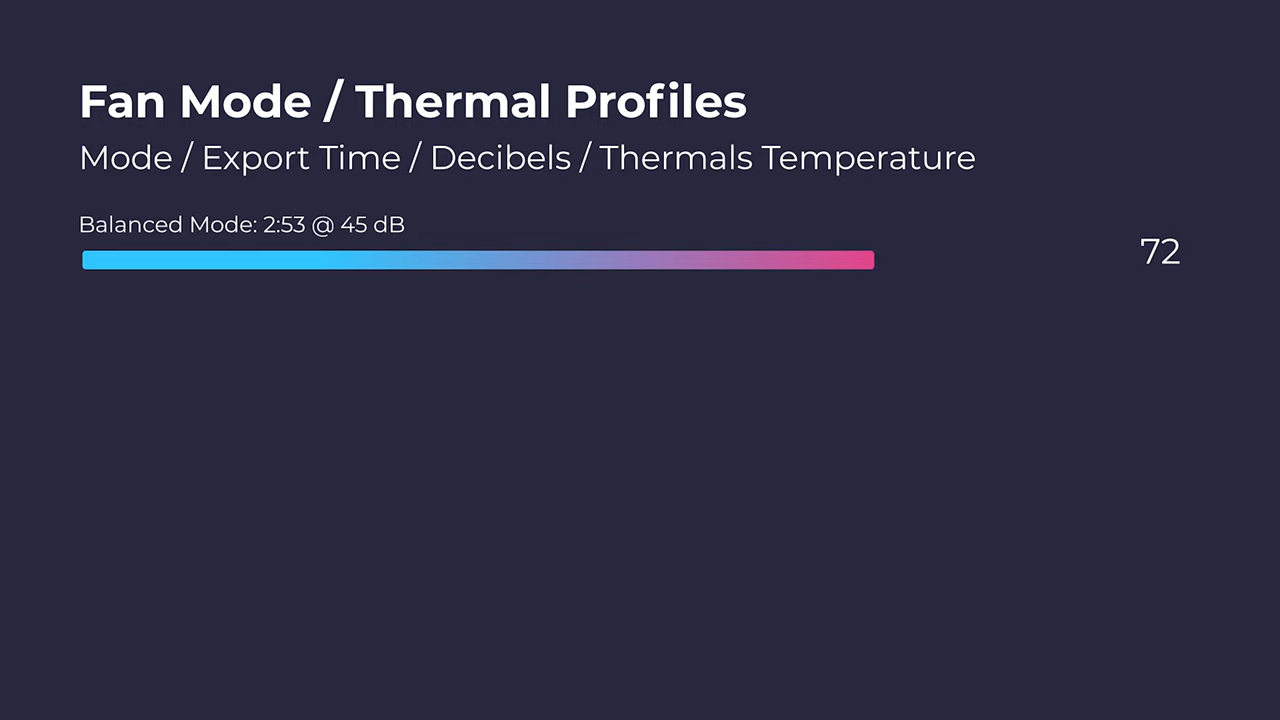 Fan Mode / Thermal Profiles
Mode / Export Time / Decibels / Thermals Temperature
Balanced Mode: 2:53 @ 45 dB
72